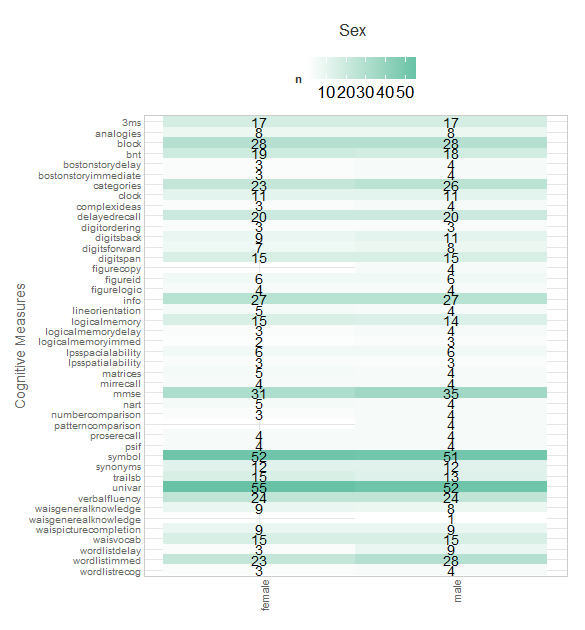 Sex
n
10 20 30 40 50
Cognitive Measures
3ms 17 17
analogies 8 8
block 28 28
bnt 19 18
bostonstorydelay 3 4
bostonstoryimmediate 3 4
categories 23 26
clock 11 11
complexideas 3 4
delayedrecall 20 20
digitordering 3 3
digitsback 9 11
digitsforward 7 8
digitspan 15 15
figurecopy 4
figureid 6 6
figurelogic 4 4
info 27 27
lineorientation 5 4
logicalmemory 15 14
logicalmemorydelay 3 4
logicalmemoryimmed 2 3
lpsspacialability 6 6
lpsspatialability 3 3
matrices 5 4
mirrecall 4 4
mmse 31 35
nart 5 4
numbercomparison 3 4
patterncomparison 4
proserecall 4 4
psif 4 4
symbol 52 51
synonyms 12 12
trailsb 15 13
univar 55 52
verbalfluency 24 24
waisgeneralknowledge 9 8
waisgenerealknowledge 1
waispicturecompletion 9 9
waisvocab 15 15
wordlistdelay 3 9
wordlistimmed 23 28
wordlistrecog 3 4
female male